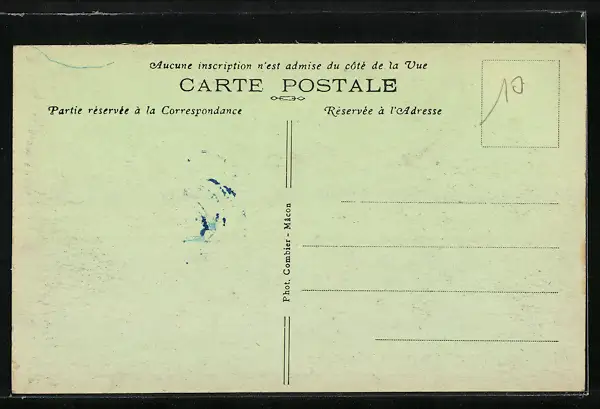 Aucune inscription n'est admise du côté de la Vue
CARTE POSTALE
Partie réservée à la Correspondance
Réservée à l'Adresse
10
Phot. Combier - Mâcon